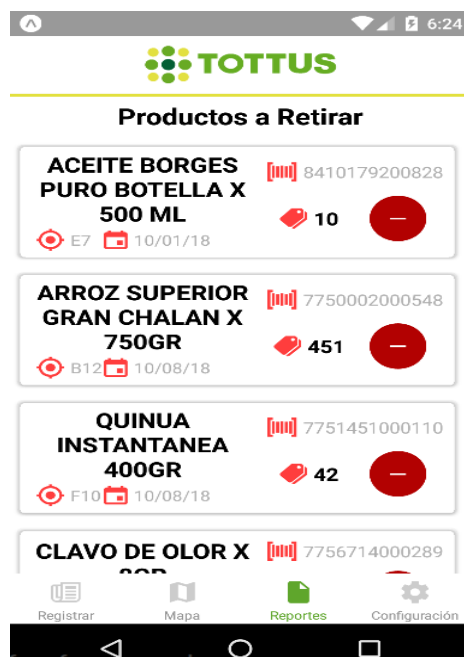 6:24
TOTTUS
Productos a Retirar
ACEITE BORGES
PURO BOTELLA X
500 ML
8410179200828
10
E7
10/01/18
ARROZ SUPERIOR
GRAN CHALAN X
750GR
7750002000548
451
B12
10/08/18
QUINUA
INSTANTANEA
400GR
7751451000110
42
F10
10/08/18
CLAVO DE OLOR X
7756714000289
Registrar
Mapa
Reportes
Configuración